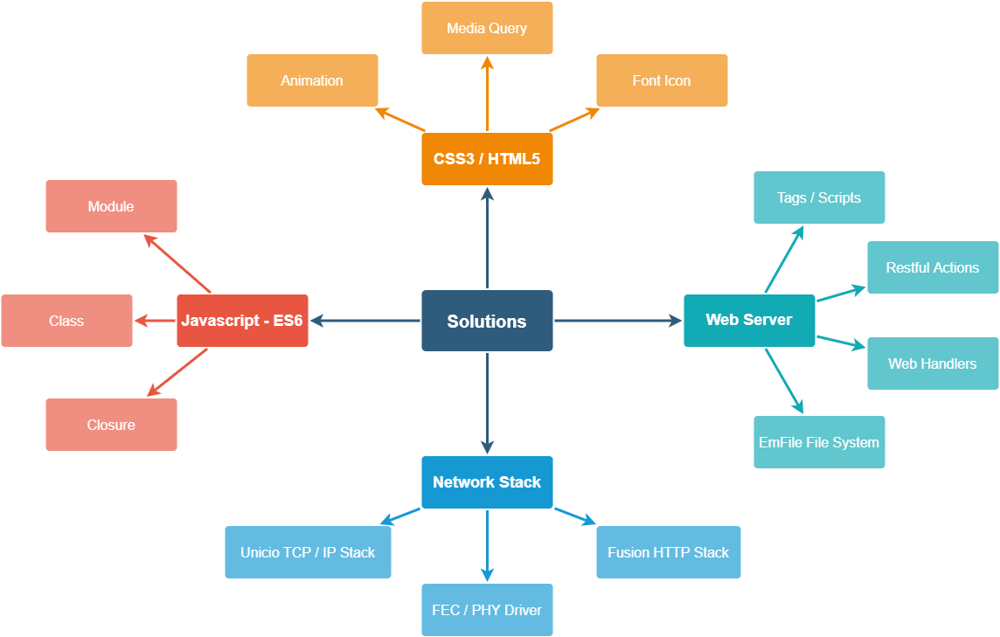 Media Query
Animation
Font Icon
CSS3 / HTML5
Tags / Scripts
Module
Restful Actions
Class
Javascript - ES6
Solutions
Web Server
Web Handlers
Closure
EmFile File System
Network Stack
Unicio TCP / IP Stack
Fusion HTTP Stack
FEC / PHY Driver